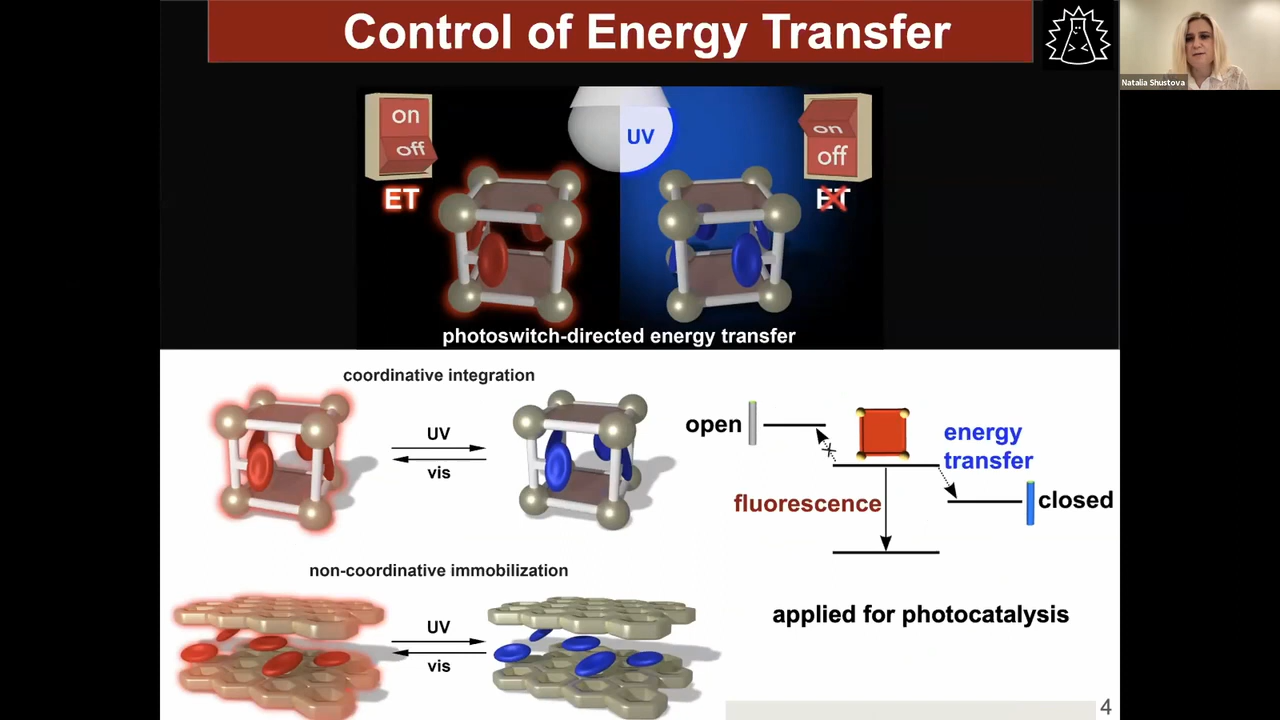 Control of Energy Transfer
Natalia Shustova
on
off
ET
UV
on
off
ET
photoswitch-directed energy transfer
coordinative integration
UV
vis
open
energy
transfer
fluorescence
closed
non-coordinative immobilization
UV
vis
applied for photocatalysis
4